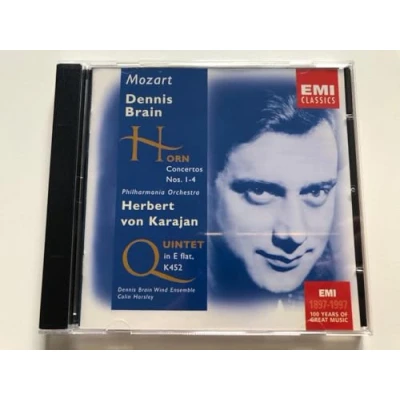 Mozart
EMI
CLASSICS
Dennis
Brain
HORN
Concertos
Nos. 1-4
Philharmonia Orchestra
Herbert
von Karajan
QUINTET
in E flat,
K452
Dennis Brain Wind Ensemble
Colin Horsley
EMI
1897-1997
100 YEARS OF
GREAT MUSIC